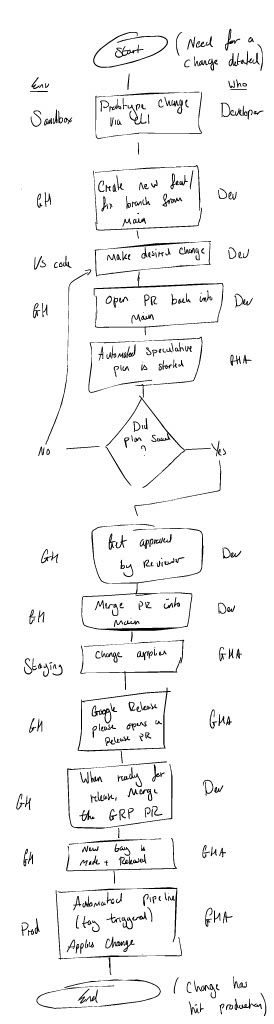 Start
(Need for a
change detected)
Env
Who
Sandbox
Prototype change
via CLI
Developer
GH
Create new feat/
fix branch from
main
Dev
VS code
Make desired change
Dev
GH
Open PR back into
Main
Dev
Automated Speculative
plan is started
GHA
Did
plan
?
No
Yes
GH
Get approved
by Reviewer
Dev
GH
Merge PR into
Main
Dev
Staging
Change applies
GHA
GH
Google Release
please opens a
Release PR
GHA
GH
When ready for
release, Merge
the GRP PR
Dev
GH
New tag is
Made +
GHA
Prod
Automated Pipeline
(tag triggered)
Applies Change
GHA
End
(Change has
hit production)